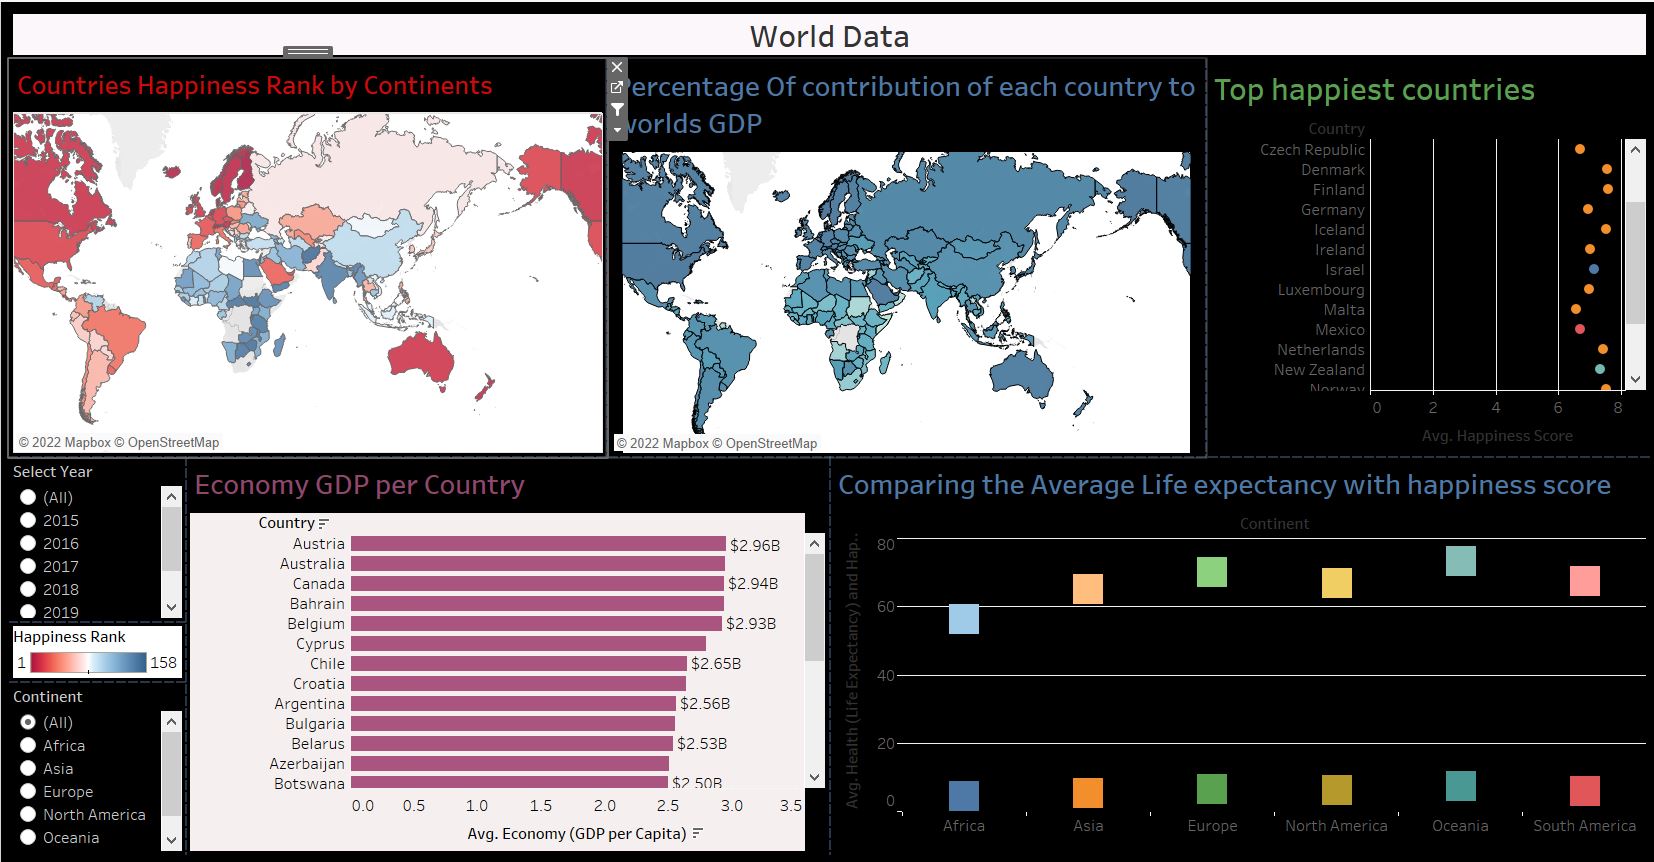 World Data
Countries Happiness Rank by Continents
© 2022 Mapbox © OpenStreetMap
ercentage Of contribution of each country to
worlds GDP
© 2022 Mapbox © OpenStreetMap
Top happiest countries
Country
Czech Republic
Denmark
Finland
Germany
Iceland
Ireland
Israel
Luxembourg
Malta
Mexico
Netherlands
New Zealand
Norway
0 2 4 6 8
Avg. Happiness Score
Select Year
(All)
2015
2016
2017
2018
2019
Happiness Rank
1 158
Continent
(All)
Africa
Asia
Europe
North America
Oceania
Economy GDP per Country
Country
Austria $2.96B
Australia
Canada $2.94B
Bahrain
Belgium $2.93B
Cyprus
Chile $2.65B
Croatia
Argentina $2.56B
Bulgaria
Belarus $2.53B
Azerbaijan
Botswana $2.50B
0.0 0.5 1.0 1.5 2.0 2.5 3.0 3.5
Avg. Economy (GDP per Capita)
Comparing the Average Life expectancy with happiness score
Continent
Avg. Health (Life Expectancy) and Hap..
80
60
40
20
0
Africa Asia Europe North America Oceania South America